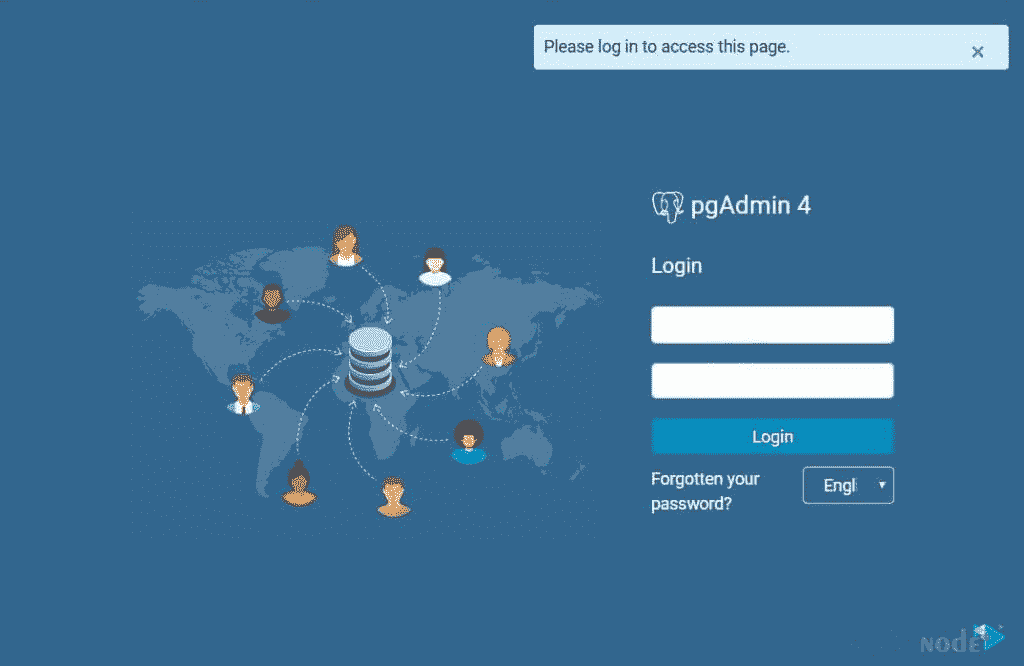 Please log in to access this page.
×
pgAdmin 4
Login
Login
Forgotten your
password?
Engl
NODE